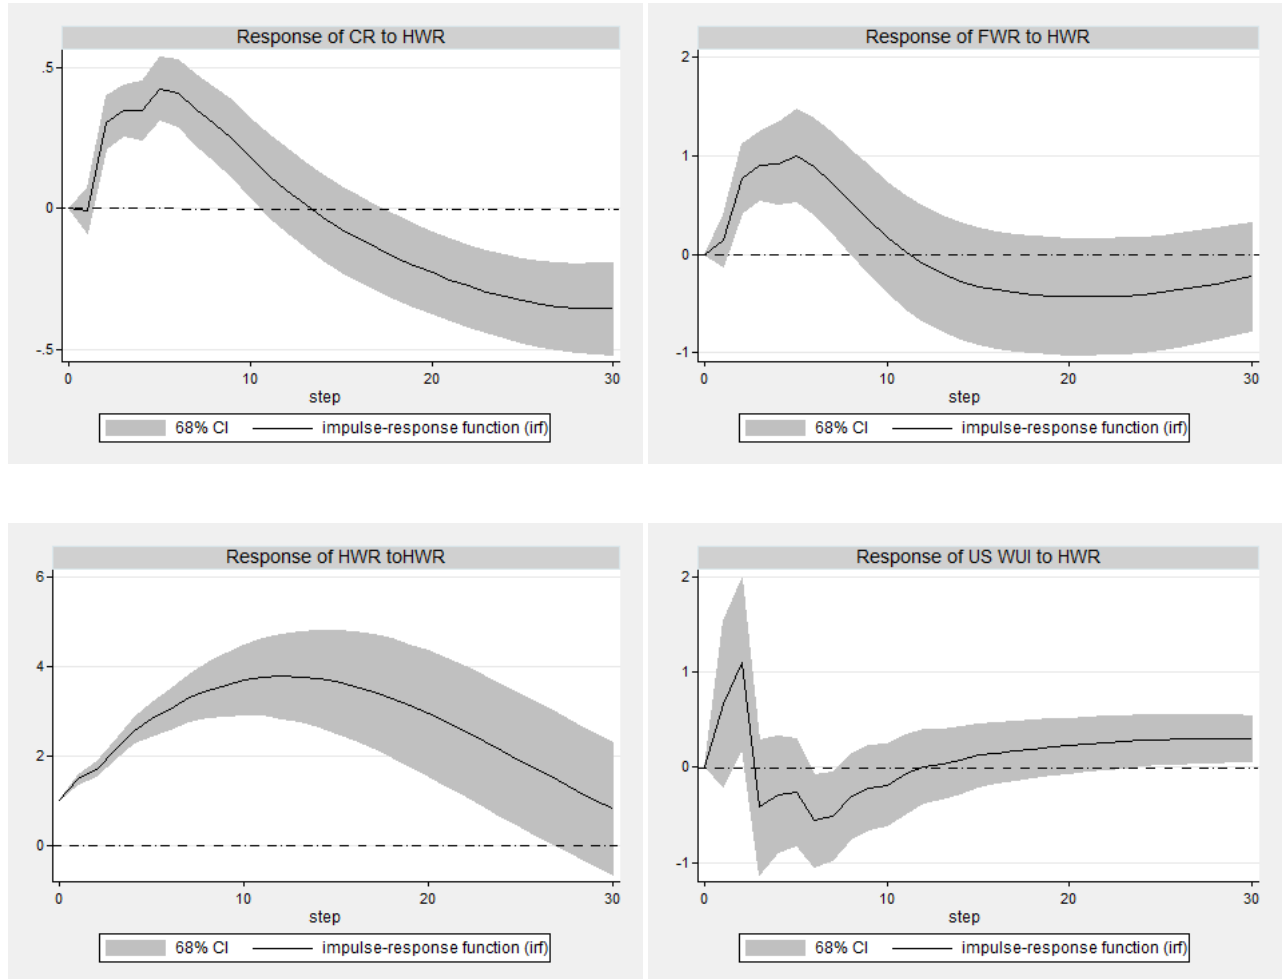 Response of CR to HWR
.5
0
-.5
0 10 20 30
step
68% CI impulse-response function (irf)
Response of FWR to HWR
2
1
0
-1
0 10 20 30
step
68% CI impulse-response function (irf)
Response of HWR toHWR
6
4
2
0
0 10 20 30
step
68% CI impulse-response function (irf)
Response of US WUI to HWR
2
1
0
-1
0 10 20 30
step
68% CI impulse-response function (irf)